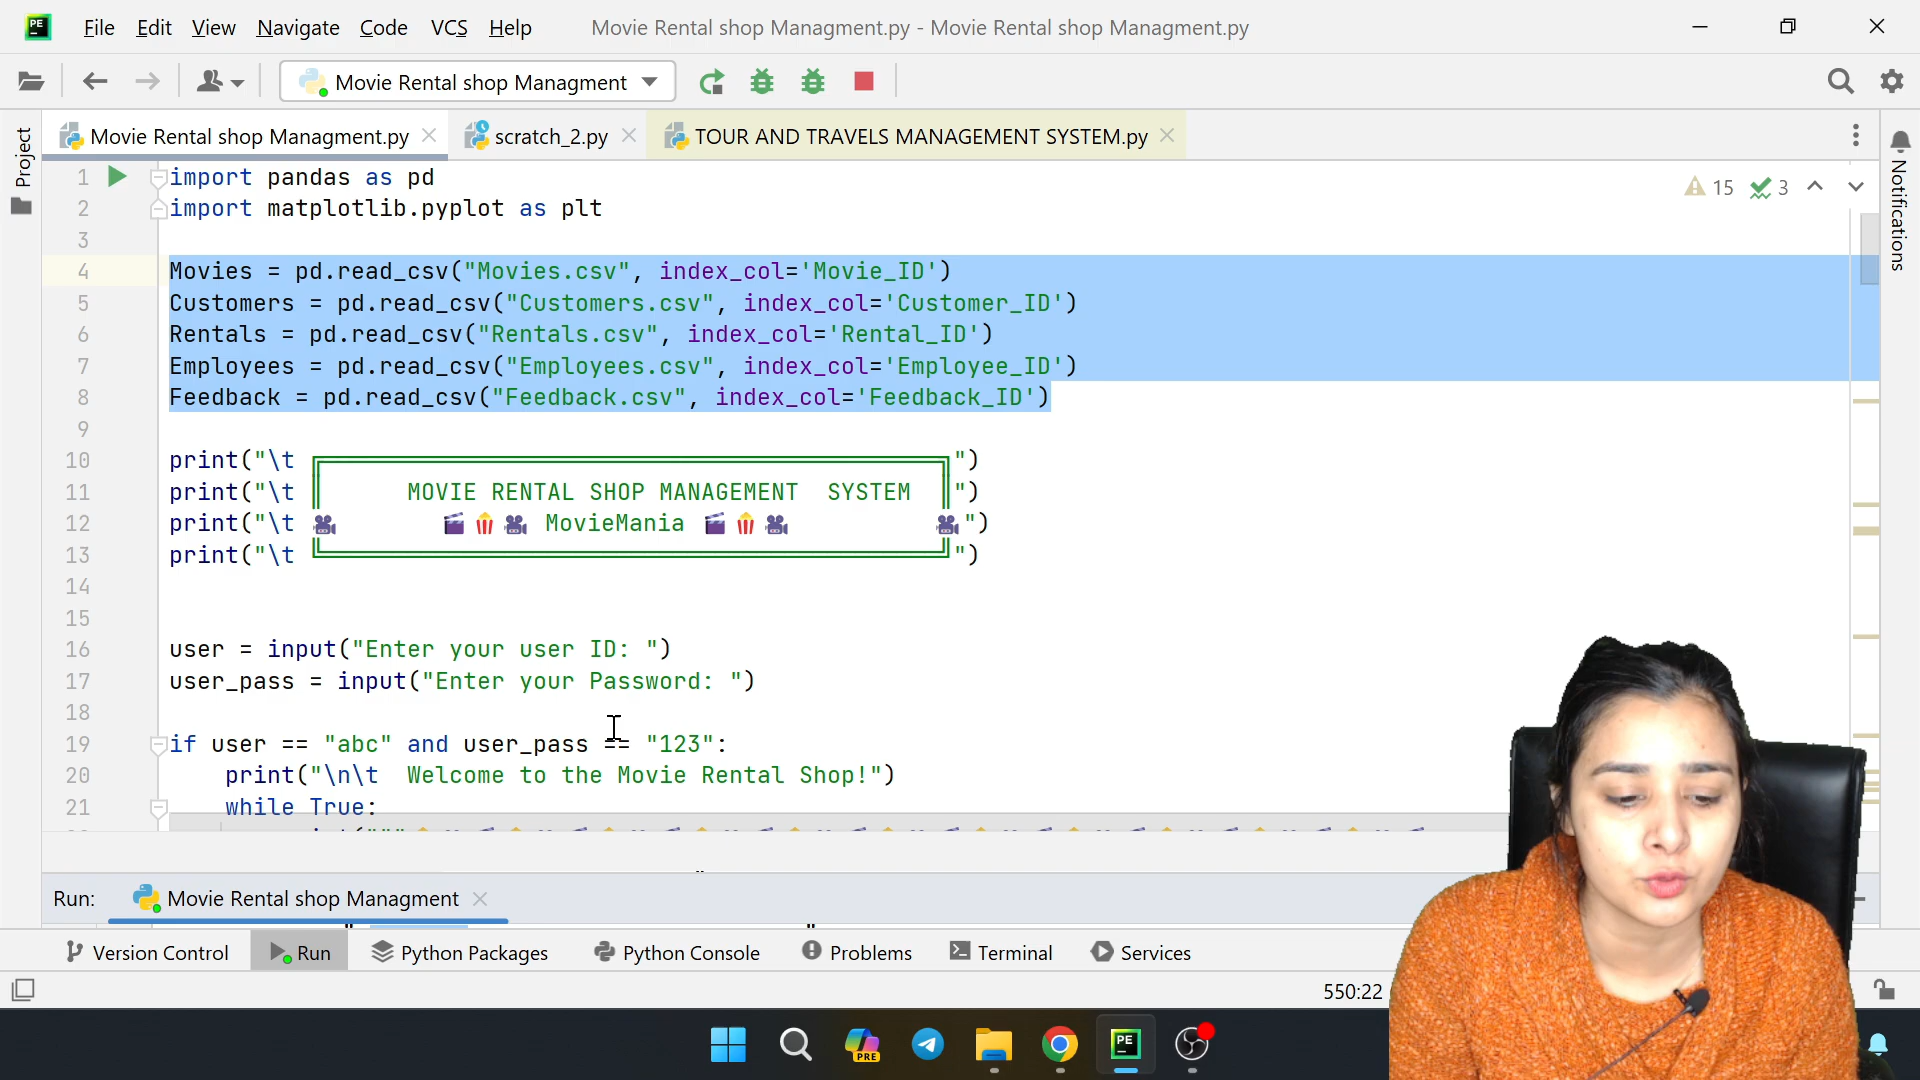 File Edit View Navigate Code VCS Help Movie Rental shop Managment.py - Movie Rental shop Managment.py
Movie Rental shop Managment
Project
Movie Rental shop Managment.py scratch_2.py TOUR AND TRAVELS MANAGEMENT SYSTEM.py
Notifications
15 3
1 import pandas as pd
2 import matplotlib.pyplot as plt
3
4 Movies = pd.read_csv("Movies.csv", index_col='Movie_ID')
5 Customers = pd.read_csv("Customers.csv", index_col='Customer_ID')
6 Rentals = pd.read_csv("Rentals.csv", index_col='Rental_ID')
7 Employees = pd.read_csv("Employees.csv", index_col='Employee_ID')
8 Feedback = pd.read_csv("Feedback.csv", index_col='Feedback_ID')
9
10 print("\t ╔═════════════════════════════════════════════╗")
11 print("\t ║      MOVIE RENTAL SHOP MANAGEMENT  SYSTEM  ║")
12 print("\t 🎥        🎬🍿🎥 MovieMania 🎬🍿🎥          🎥")
13 print("\t ╚═════════════════════════════════════════════╝")
14
15
16 user = input("Enter your user ID: ")
17 user_pass = input("Enter your Password: ")
18
19 if user == "abc" and user_pass == "123":
20     print("\n\t  Welcome to the Movie Rental Shop!")
21     while True:
Run: Movie Rental shop Managment
Version Control Run Python Packages Python Console Problems Terminal Services
550:22
PRE PE